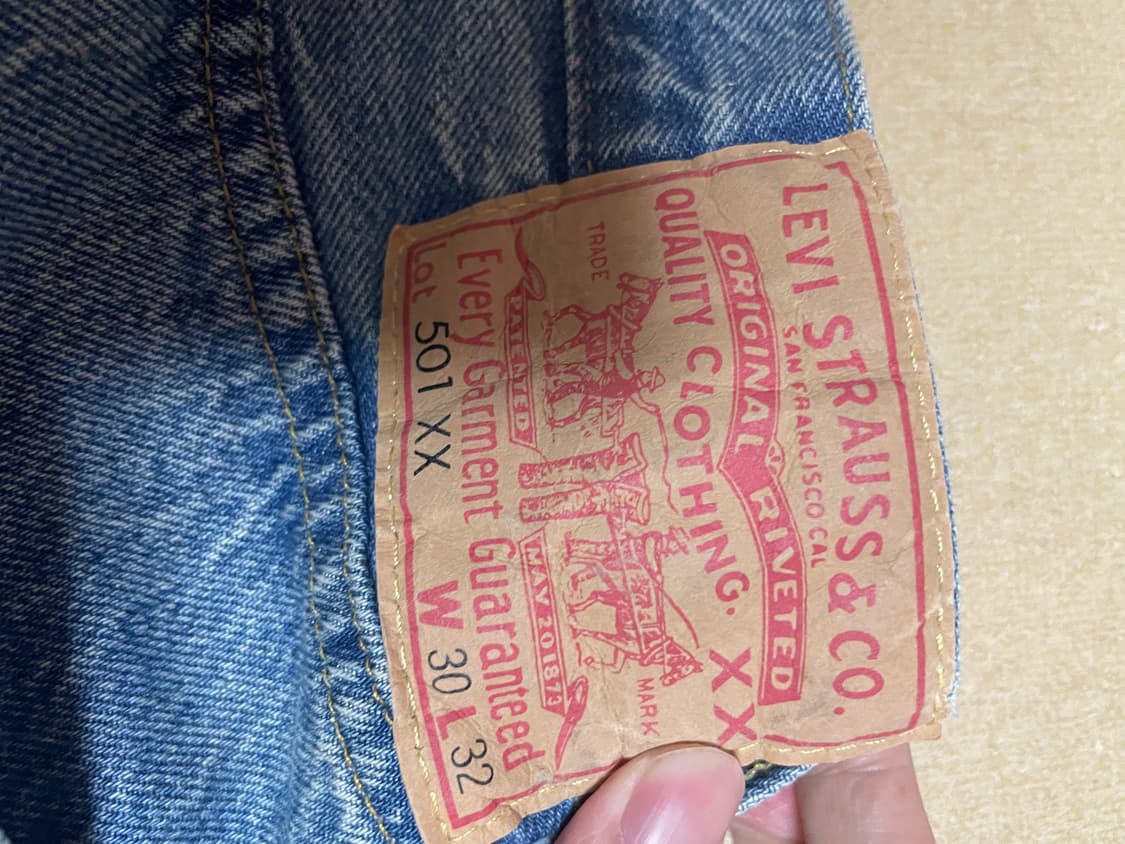 LEVI STRAUSS & CO.
SAN FRANCISCO CAL
ORIGINAL RIVETED
QUALITY CLOTHING. XX
TRADE MARK
PATENTED MAY 20 1873
Every Garment Guaranteed
Lot 501 XX W 30 L 32